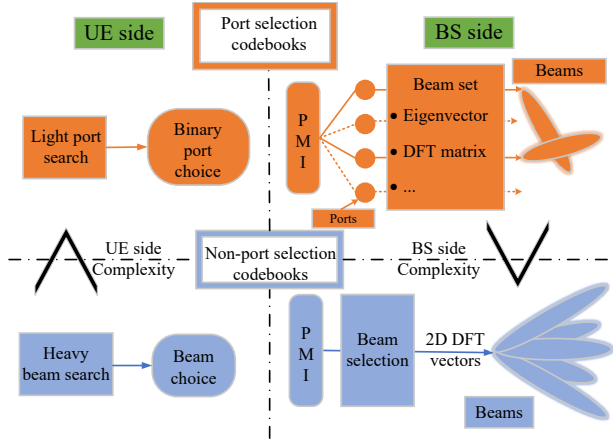 UE side
Port selection
codebooks
BS side
Light port
search
Binary
port
choice
P
M
I
Beam set
• Eigenvector
• DFT matrix
• ...
Ports
Beams
UE side
Complexity
Non-port selection
codebooks
BS side
Complexity
Heavy
beam search
Beam
choice
P
M
I
Beam
selection
2D DFT
vectors
Beams